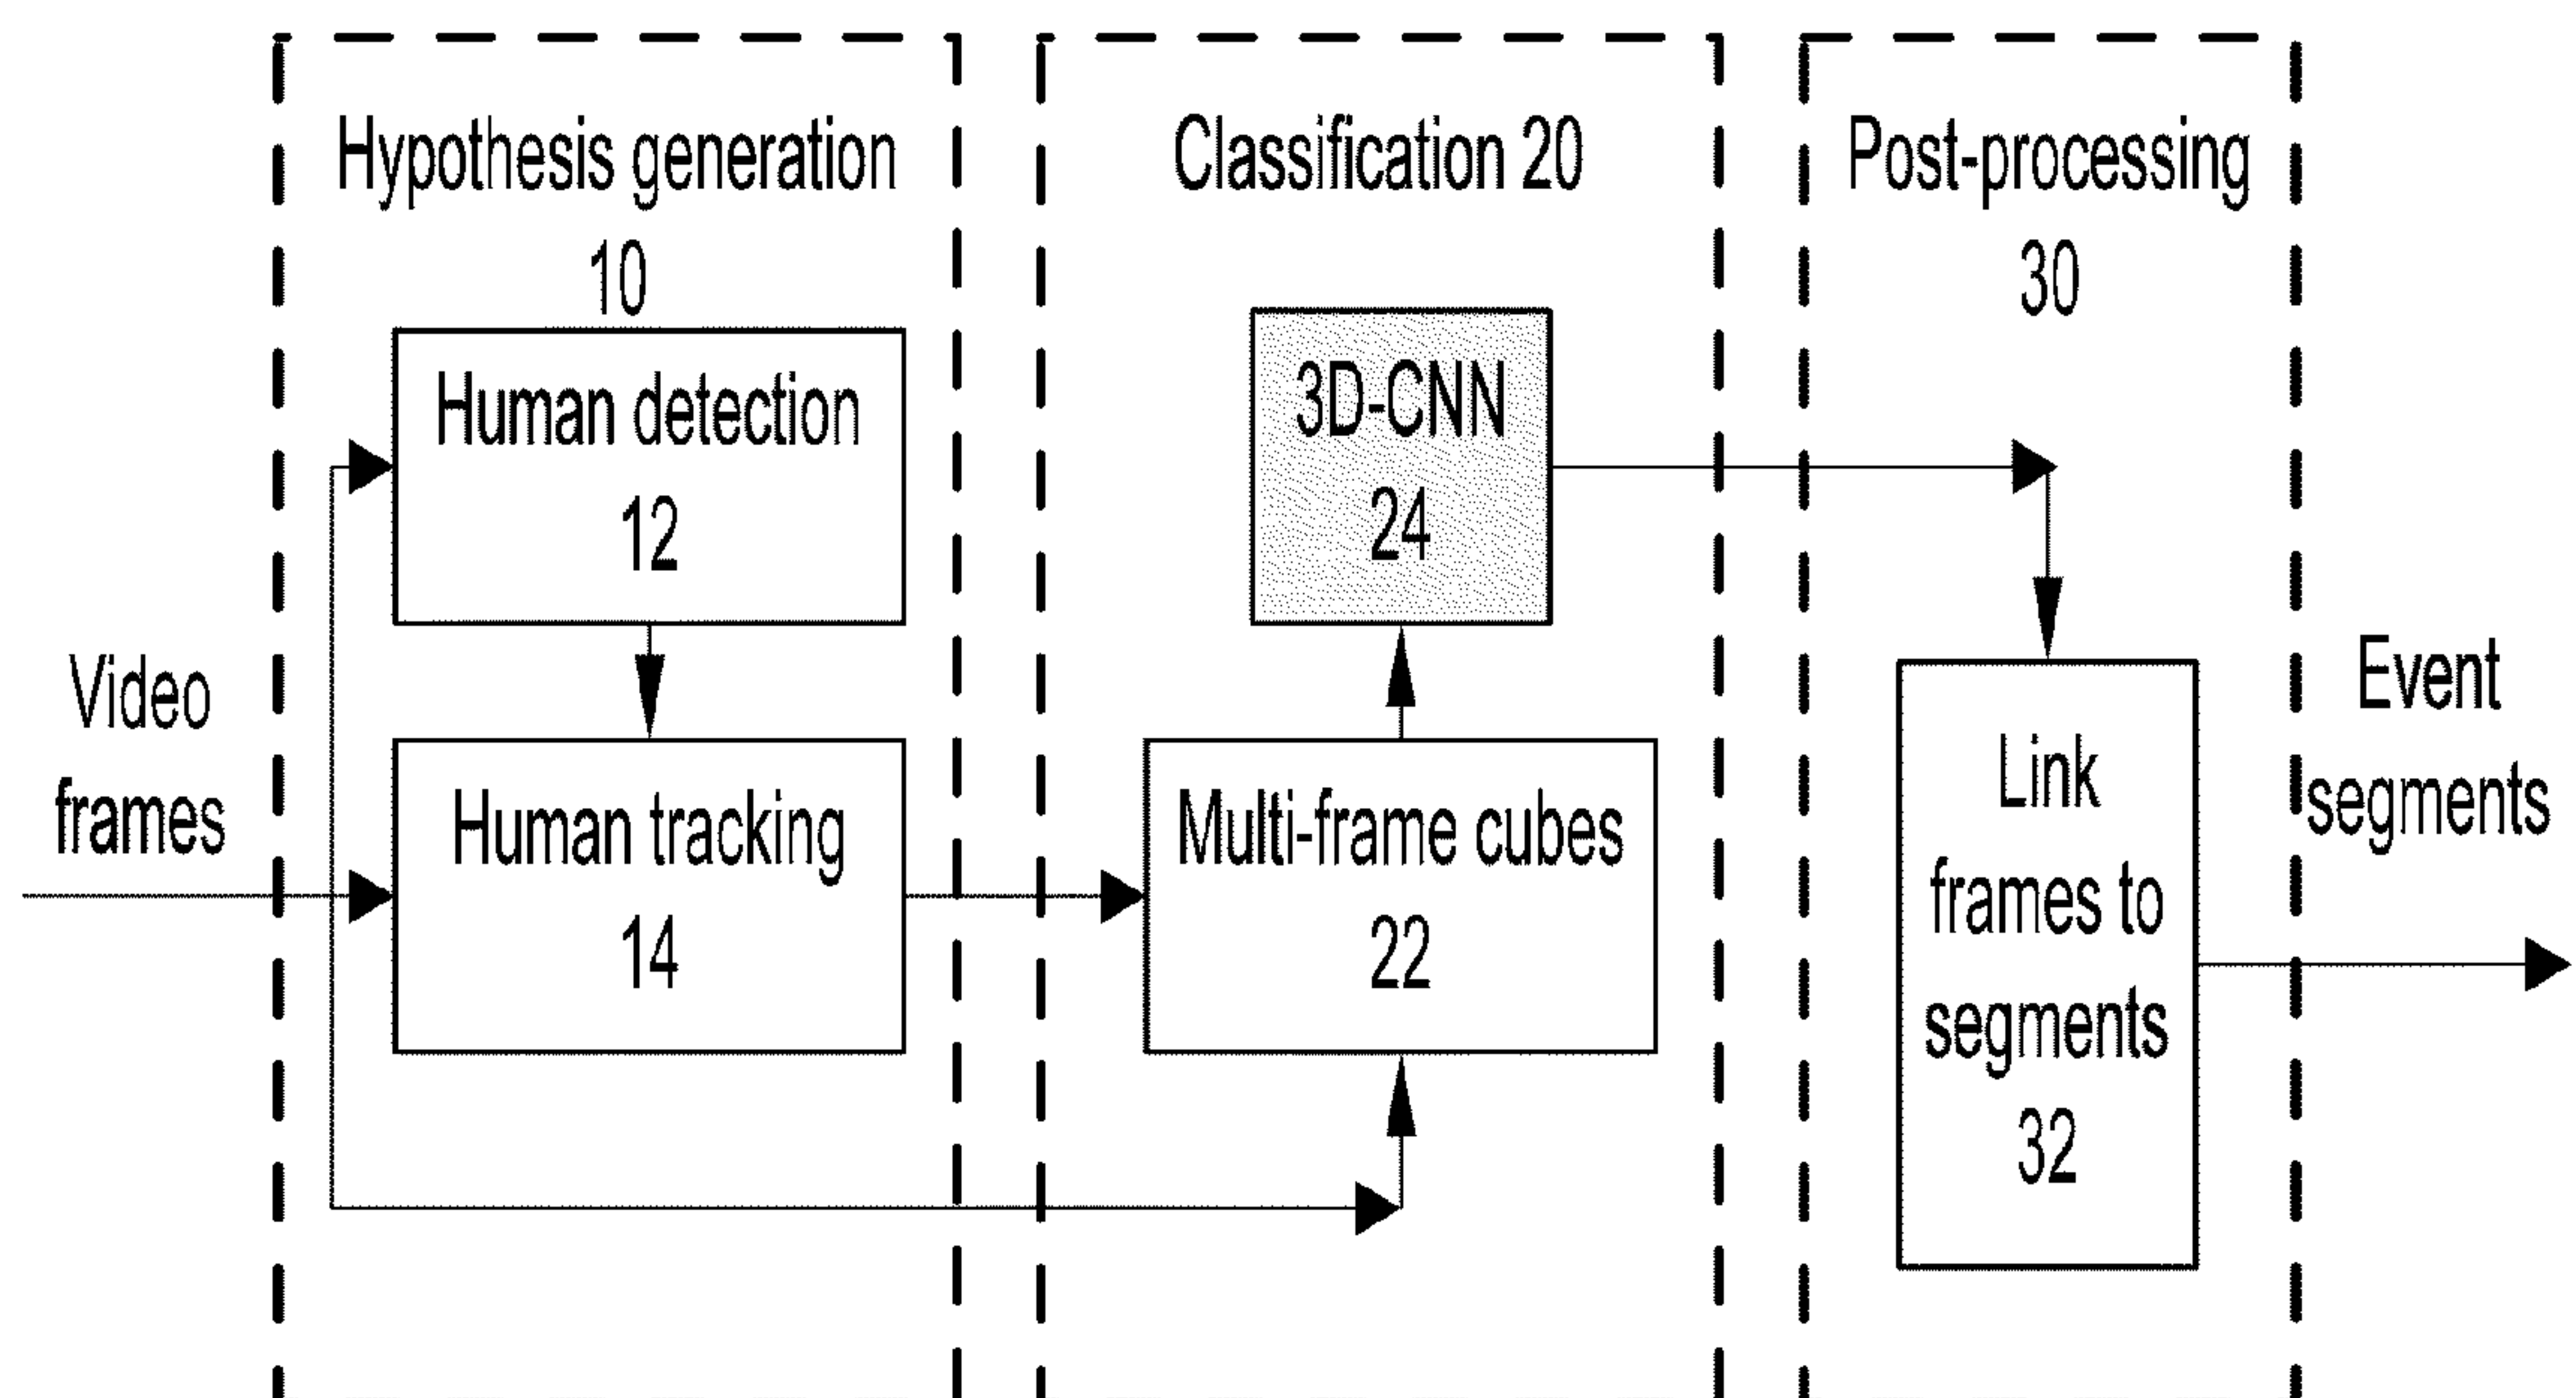 Video
frames
Hypothesis generation
10
Human detection
12
Human tracking
14
Classification 20
3D-CNN
24
Multi-frame cubes
22
Post-processing
30
Link
frames to
segments
32
Event
segments